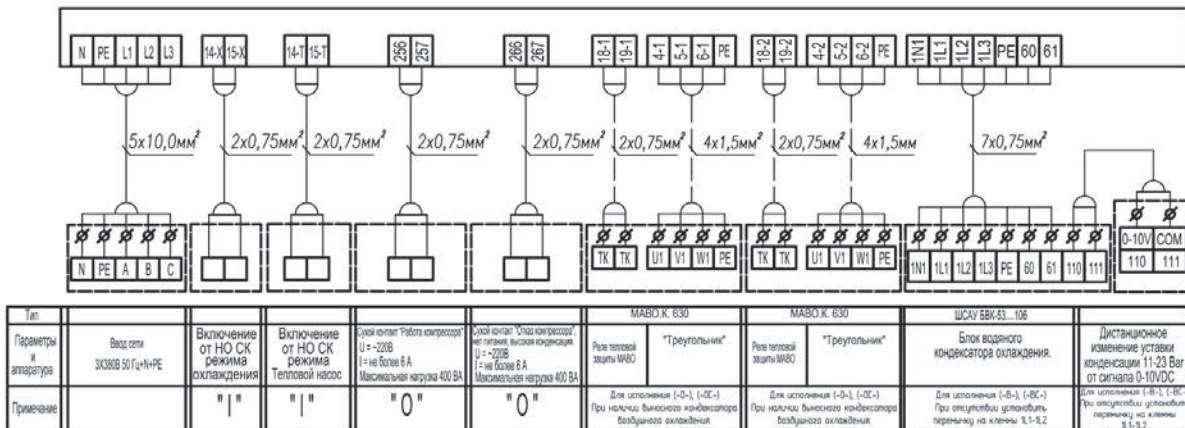 N PE L1 L2 L3 14-X 15-X 14-T 15-T 256 257 266 267 18-1 19-1 4-1 5-1 6-1 PE 18-2 19-2 4-2 5-2 6-2 PE 1N1 1L1 1L2 1L3 PE 60 61
5x10,0мм² 2x0,75мм² 2x0,75мм² 2x0,75мм² 2x0,75мм² 2x0,75мм² 4x1,5мм² 2x0,75мм² 4x1,5мм 7x0,75мм²
0-10V COM
N PE A B C TK TK U1 V1 W1 PE TK TK U1 V1 W1 PE 1N1 1L1 1L2 1L3 PE 60 61 110 111 110 111
Тип МАВО.К. 630 МАВО.К. 630 ШСАУ БВК-53....106
Параметры и аппаратура
Ввод сети
3Х380В 50 Гц+N+PE
Включение
от НО СК
режима
охлаждения
Включение
от НО СК
режима
Тепловой насос
Сухой контакт "Работа компрессора"
U = ~220В
I = не более 6 А
Максимальная нагрузка 400 ВА
Сухой контакт "Отказ компрессора",
нет питания, высокая конденсация.
U = ~220В
I = не более 6 А
Максимальная нагрузка 400 ВА
Реле тепловой
защиты МАВО
"Треугольник"
Реле тепловой
защиты МАВО
"Треугольник"
Блок водяного
конденсатора охлаждения.
Дистанционное
изменение уставки
конденсации 11-23 Bar
от сигнала 0-10VDC
Примечание
"I"
"I"
"O"
"O"
Для исполнения (-О-), (-ОС-)
При наличии выносного конденсатора
воздушного охлаждения
Для исполнения (-О-), (-ОС-)
При наличии выносного конденсатора
воздушного охлаждения
Для исполнения (-В-), (-ВС-)
При отсутствии установить
перемычку на клеммы 1L1-1L2
Для исполнения (-В-), (-ВС-)
При отсутствии установить
перемычку на клеммы
1L1-1L2